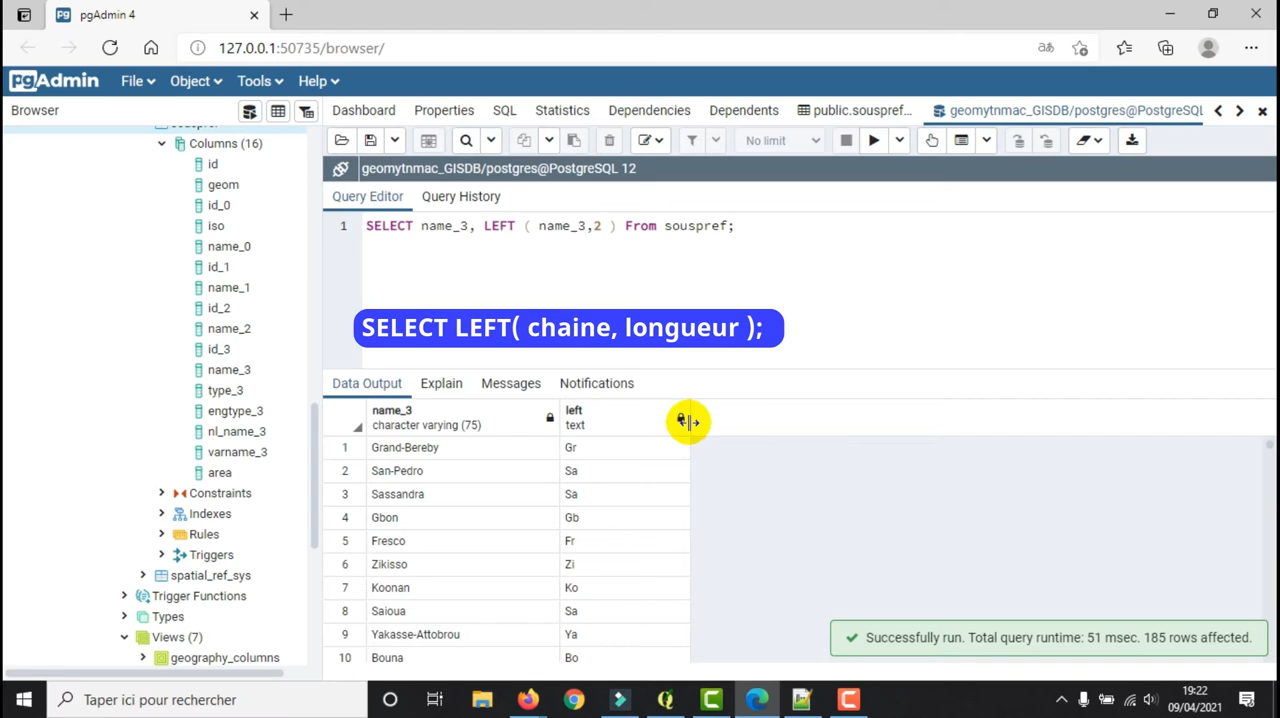 pgAdmin 4
127.0.0.1:50735/browser/
pgAdmin File Object Tools Help
Browser
Dashboard Properties SQL Statistics Dependencies Dependents public.souspref... geomytnmac_GISDB/postgres@PostgreSQL
No limit
geomytnmac_GISDB/postgres@PostgreSQL 12
Query Editor Query History
1 SELECT name_3, LEFT ( name_3,2 ) From souspref;
SELECT LEFT( chaine, longueur );
souspref
Columns (16)
id
geom
id_0
iso
name_0
id_1
name_1
id_2
name_2
id_3
name_3
type_3
engtype_3
nl_name_3
varname_3
area
Constraints
Indexes
Rules
Triggers
spatial_ref_sys
Trigger Functions
Types
Views (7)
geography_columns
Data Output Explain Messages Notifications
name_3 left
character varying (75) text
1 Grand-Bereby Gr
2 San-Pedro Sa
3 Sassandra Sa
4 Gbon Gb
5 Fresco Fr
6 Zikisso Zi
7 Koonan Ko
8 Saioua Sa
9 Yakasse-Attobrou Ya
10 Bouna Bo
Successfully run. Total query runtime: 51 msec. 185 rows affected.
Taper ici pour rechercher
19:22
09/04/2021